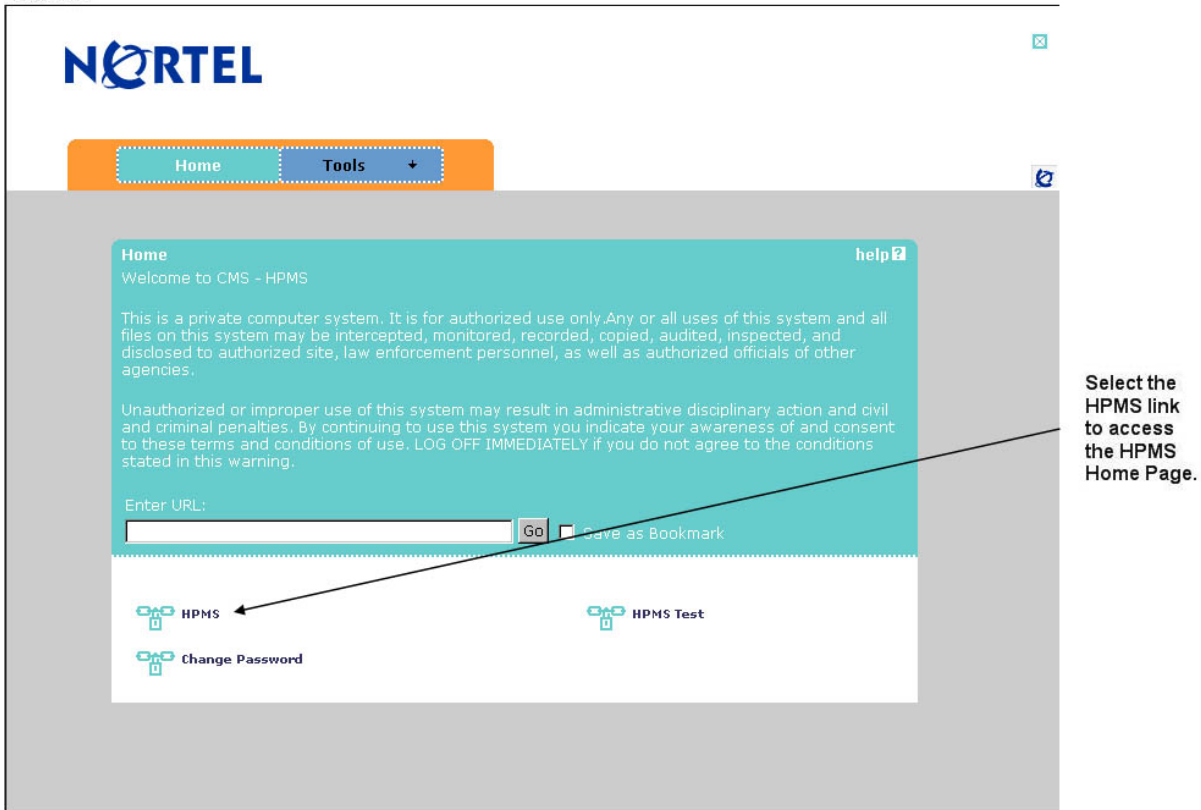 NORTEL
Home
Tools
Home
help?
Welcome to CMS - HPMS
This is a private computer system. It is for authorized use only.Any or all uses of this system and all
files on this system may be intercepted, monitored, recorded, copied, audited, inspected, and
disclosed to authorized site, law enforcement personnel, as well as authorized officials of other
agencies.
Unauthorized or improper use of this system may result in administrative disciplinary action and civil
and criminal penalties. By continuing to use this system you indicate your awareness of and consent
to these terms and conditions of use. LOG OFF IMMEDIATELY if you do not agree to the conditions
stated in this warning.
Enter URL:
Go
Save as Bookmark
HPMS
HPMS Test
Change Password
Select the
HPMS link
to access
the HPMS
Home Page.